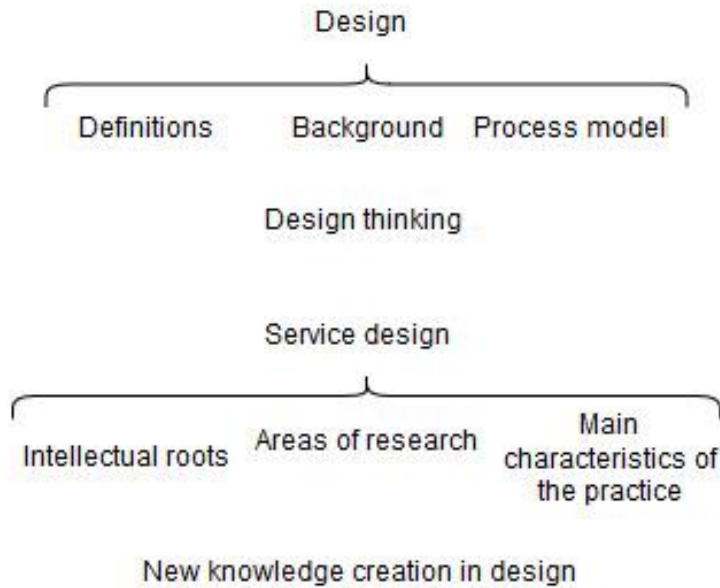 Design
Definitions Background Process model
Design thinking
Service design
Intellectual roots Areas of research Main
characteristics of
the practice
New knowledge creation in design